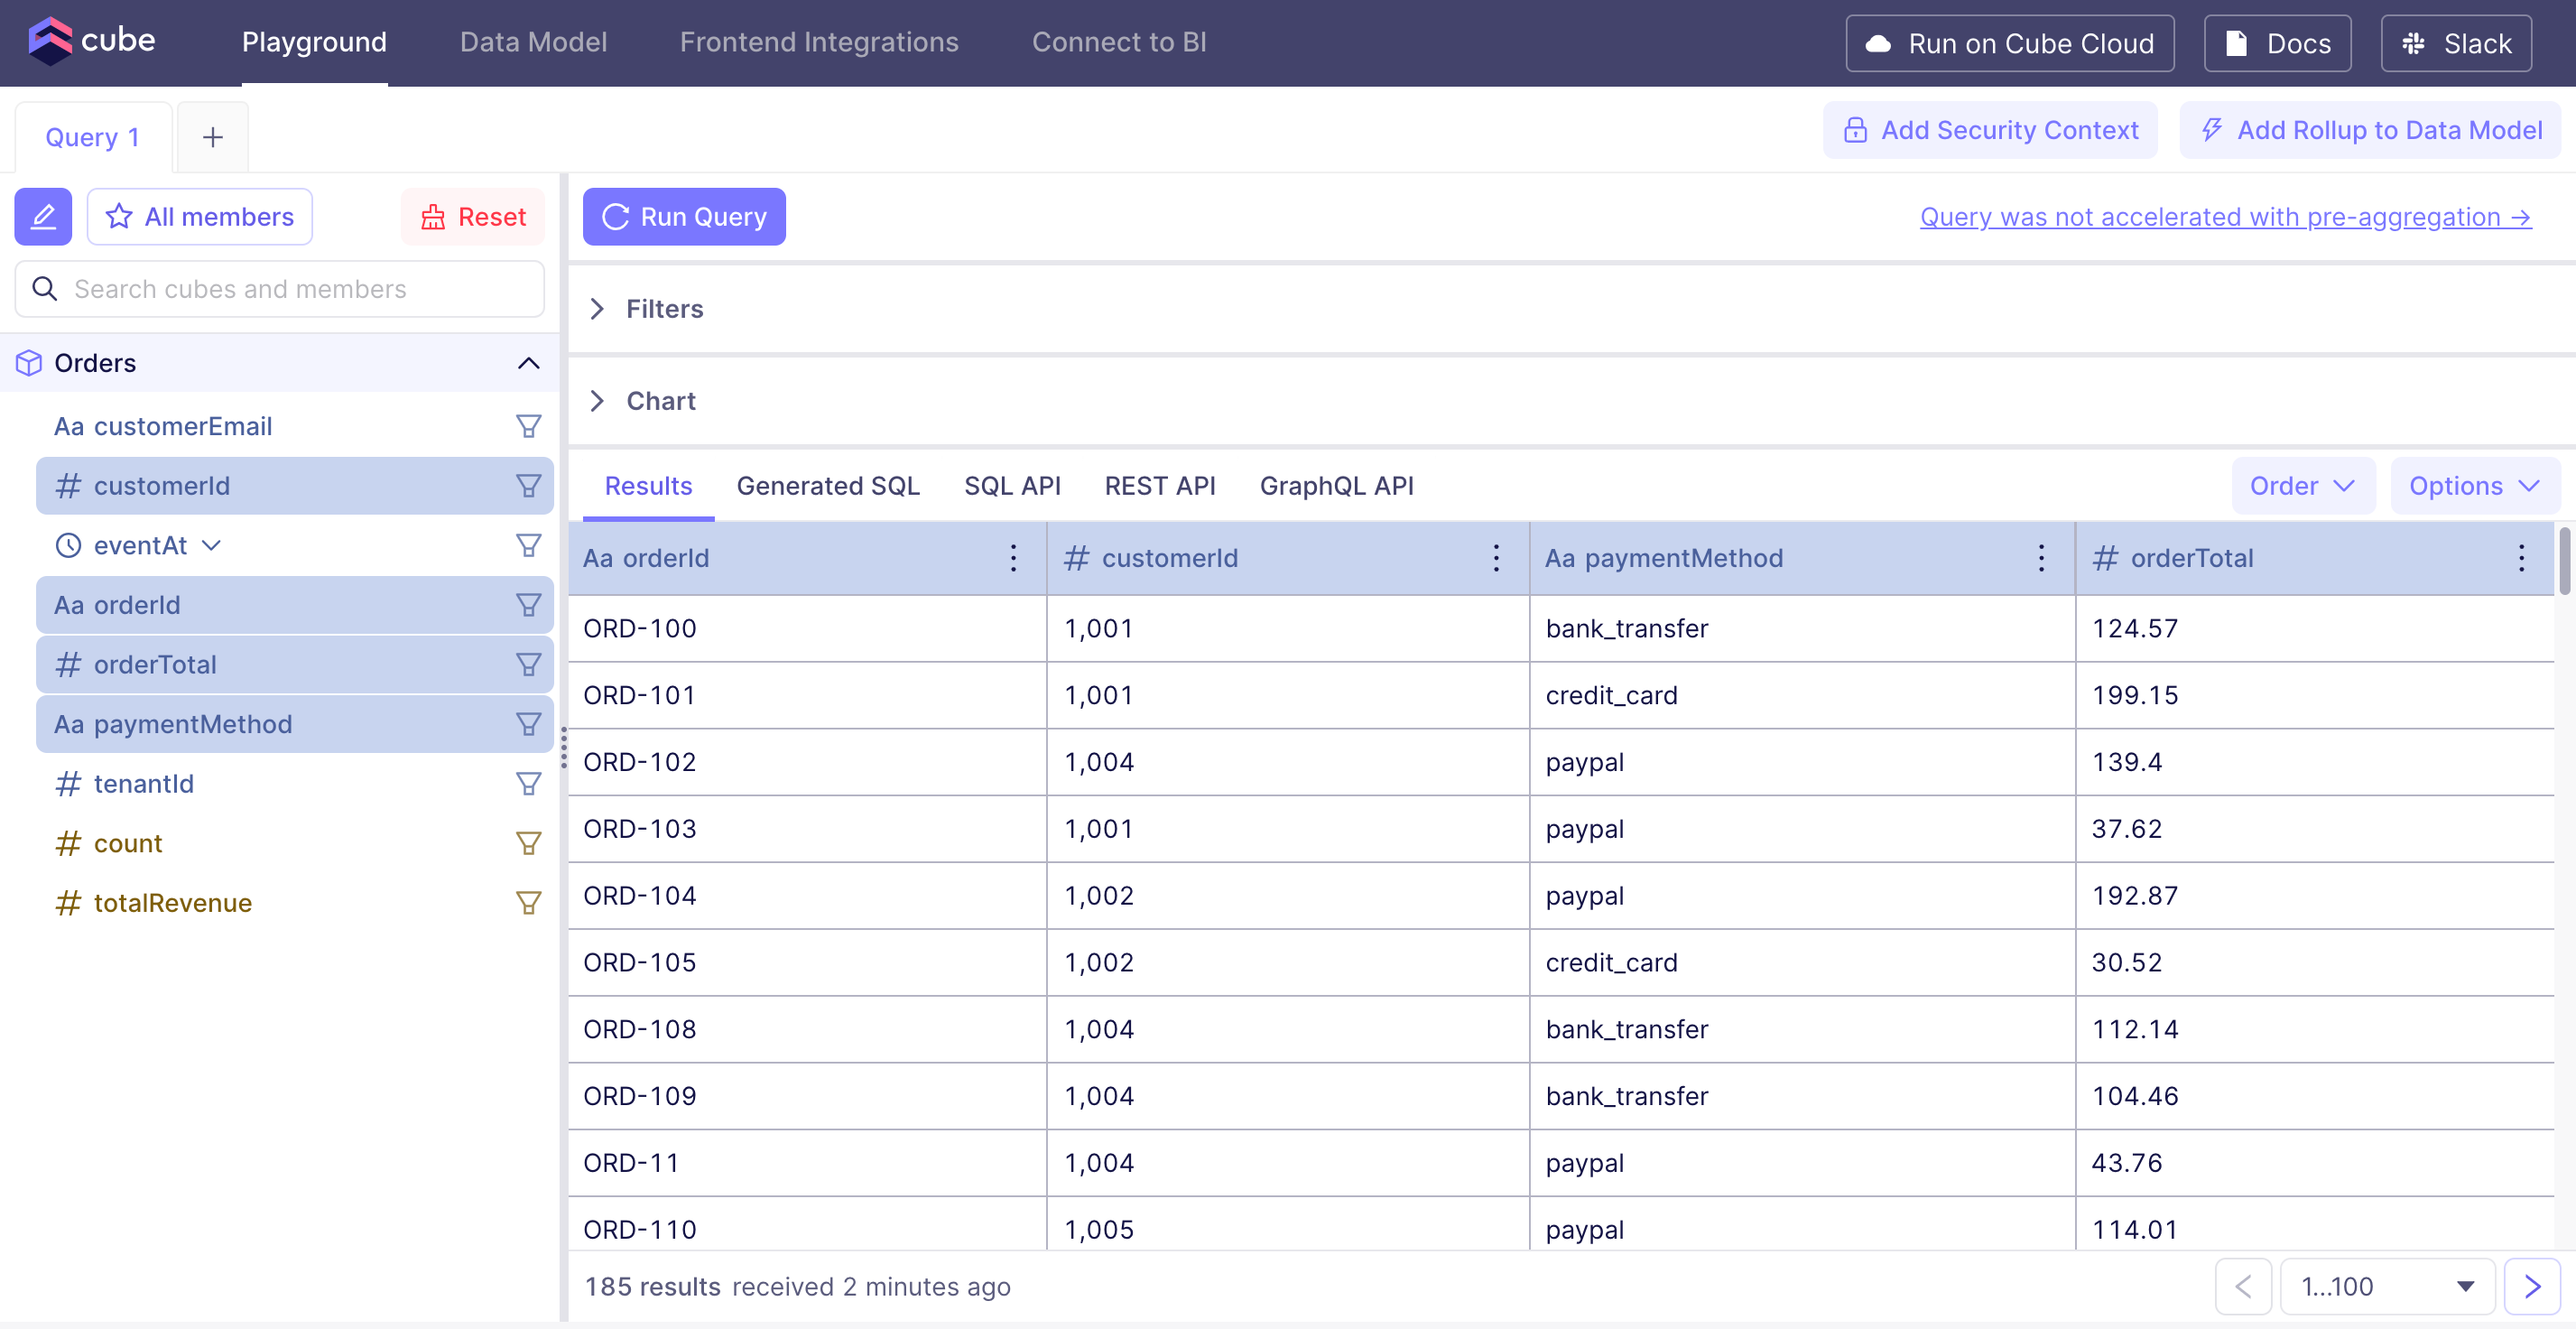 cube Playground Data Model Frontend Integrations Connect to BI Run on Cube Cloud Docs Slack
Query 1 + Add Security Context Add Rollup to Data Model
All members Reset
Search cubes and members
Orders
Aa customerEmail
# customerId
eventAt
Aa orderId
# orderTotal
Aa paymentMethod
# tenantId
# count
# totalRevenue
Run Query Query was not accelerated with pre-aggregation →
Filters
Chart
Results Generated SQL SQL API REST API GraphQL API Order Options
Aa orderId # customerId Aa paymentMethod # orderTotal
ORD-100 1,001 bank_transfer 124.57
ORD-101 1,001 credit_card 199.15
ORD-102 1,004 paypal 139.4
ORD-103 1,001 paypal 37.62
ORD-104 1,002 paypal 192.87
ORD-105 1,002 credit_card 30.52
ORD-108 1,004 bank_transfer 112.14
ORD-109 1,004 bank_transfer 104.46
ORD-11 1,004 paypal 43.76
ORD-110 1,005 paypal 114.01
185 results received 2 minutes ago 1...100